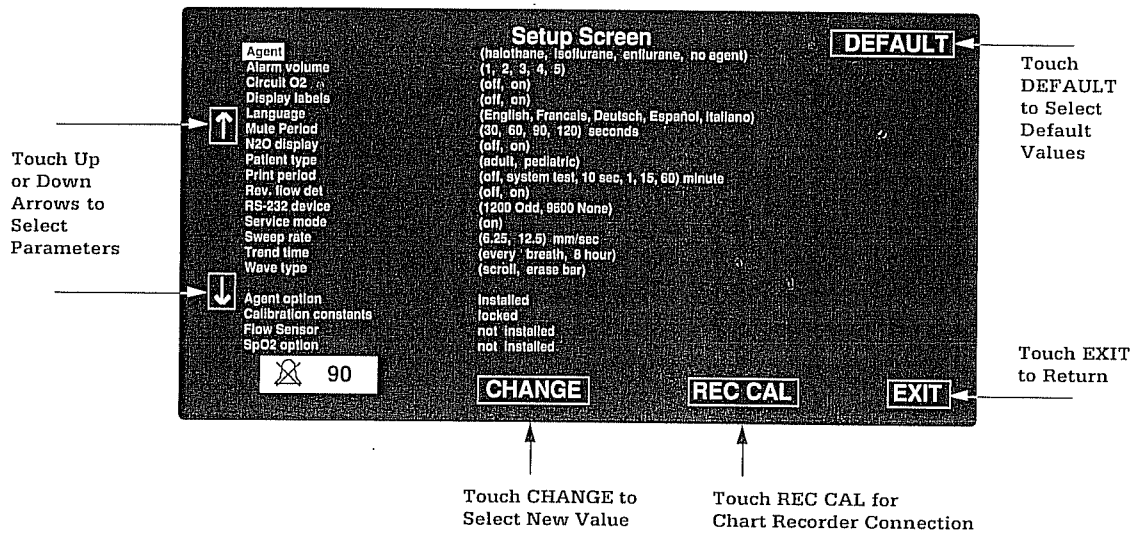 Setup Screen
DEFAULT
Agent (halothane, isoflurane, enflurane, no agent)
Alarm volume (1, 2, 3, 4, 5)
Circuit O2 (off, on)
Display labels (off, on)
Language (English, Francais, Deutsch, Español, Italiano)
Mute Period (30, 60, 90, 120) seconds
N2O display (off, on)
Patient type (adult, pediatric)
Print period (off, system test, 10 sec, 1, 15, 60) minute
Rev. flow det (off, on)
RS-232 device (1200 Odd, 9600 None)
Service mode (on)
Sweep rate (6.25, 12.5) mm/sec
Trend time (every breath, 8 hour)
Wave type (scroll, erase bar)
Agent option Installed
Calibration constants locked
Flow Sensor not installed
SpO2 option not installed
90
CHANGE
REC CAL
EXIT
↑
↓
Touch Up
or Down
Arrows to
Select
Parameters
Touch
DEFAULT
to Select
Default
Values
Touch EXIT
to Return
Touch CHANGE to
Select New Value
Touch REC CAL for
Chart Recorder Connection